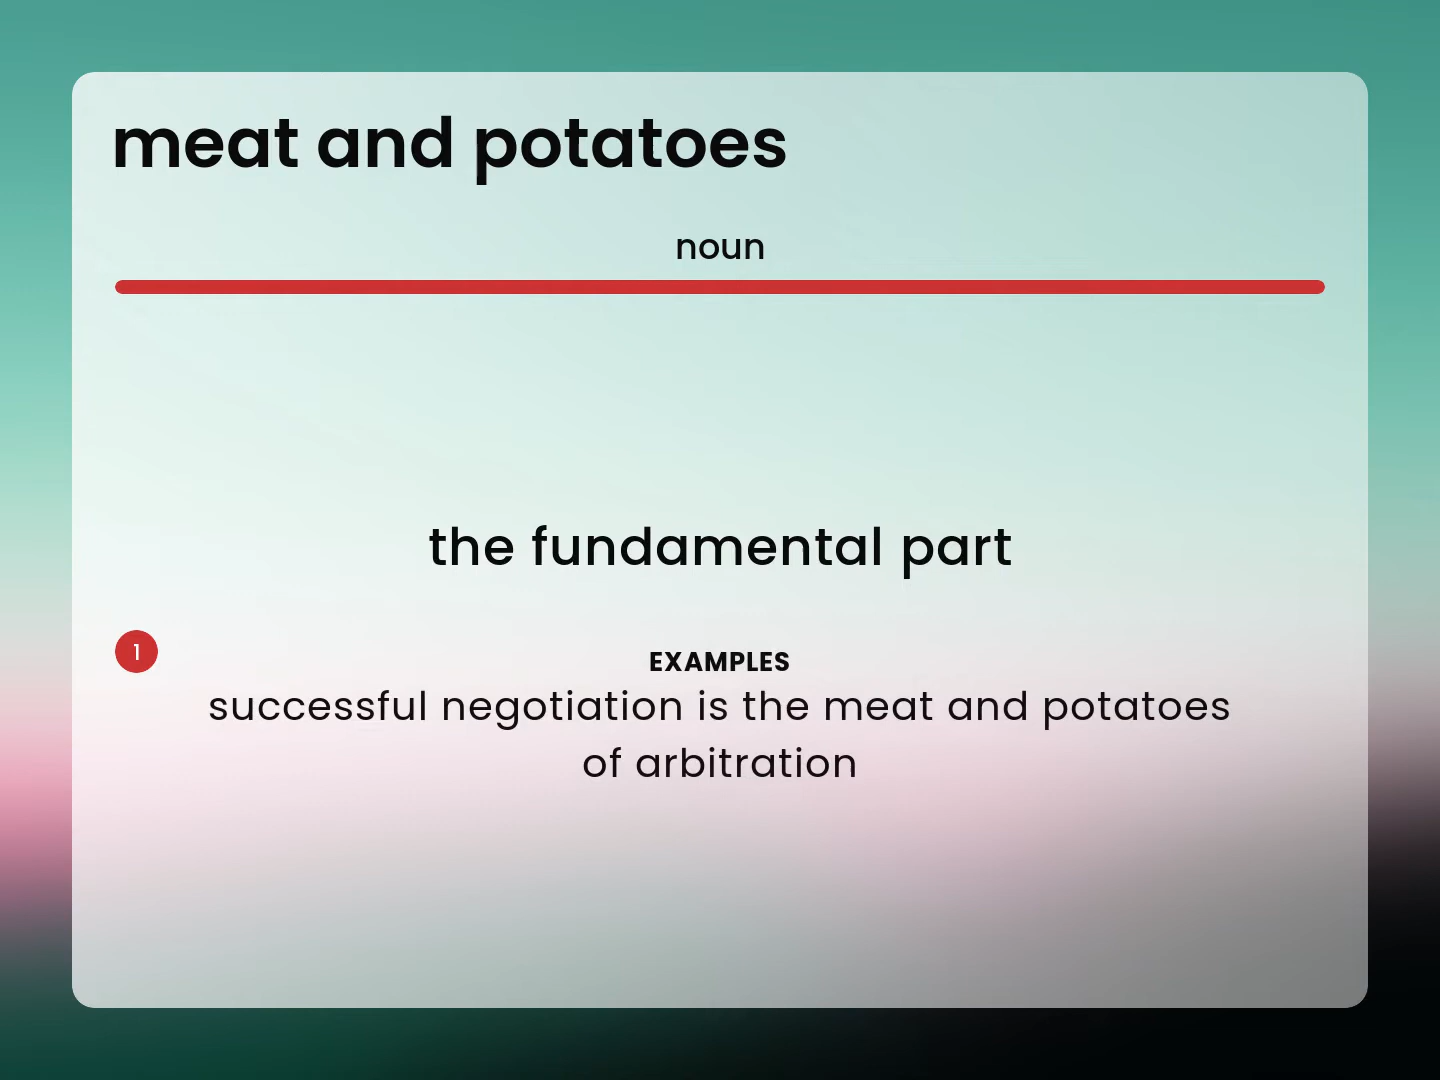 meat and potatoes
noun
the fundamental part
1
EXAMPLES
successful negotiation is the meat and potatoes
of arbitration